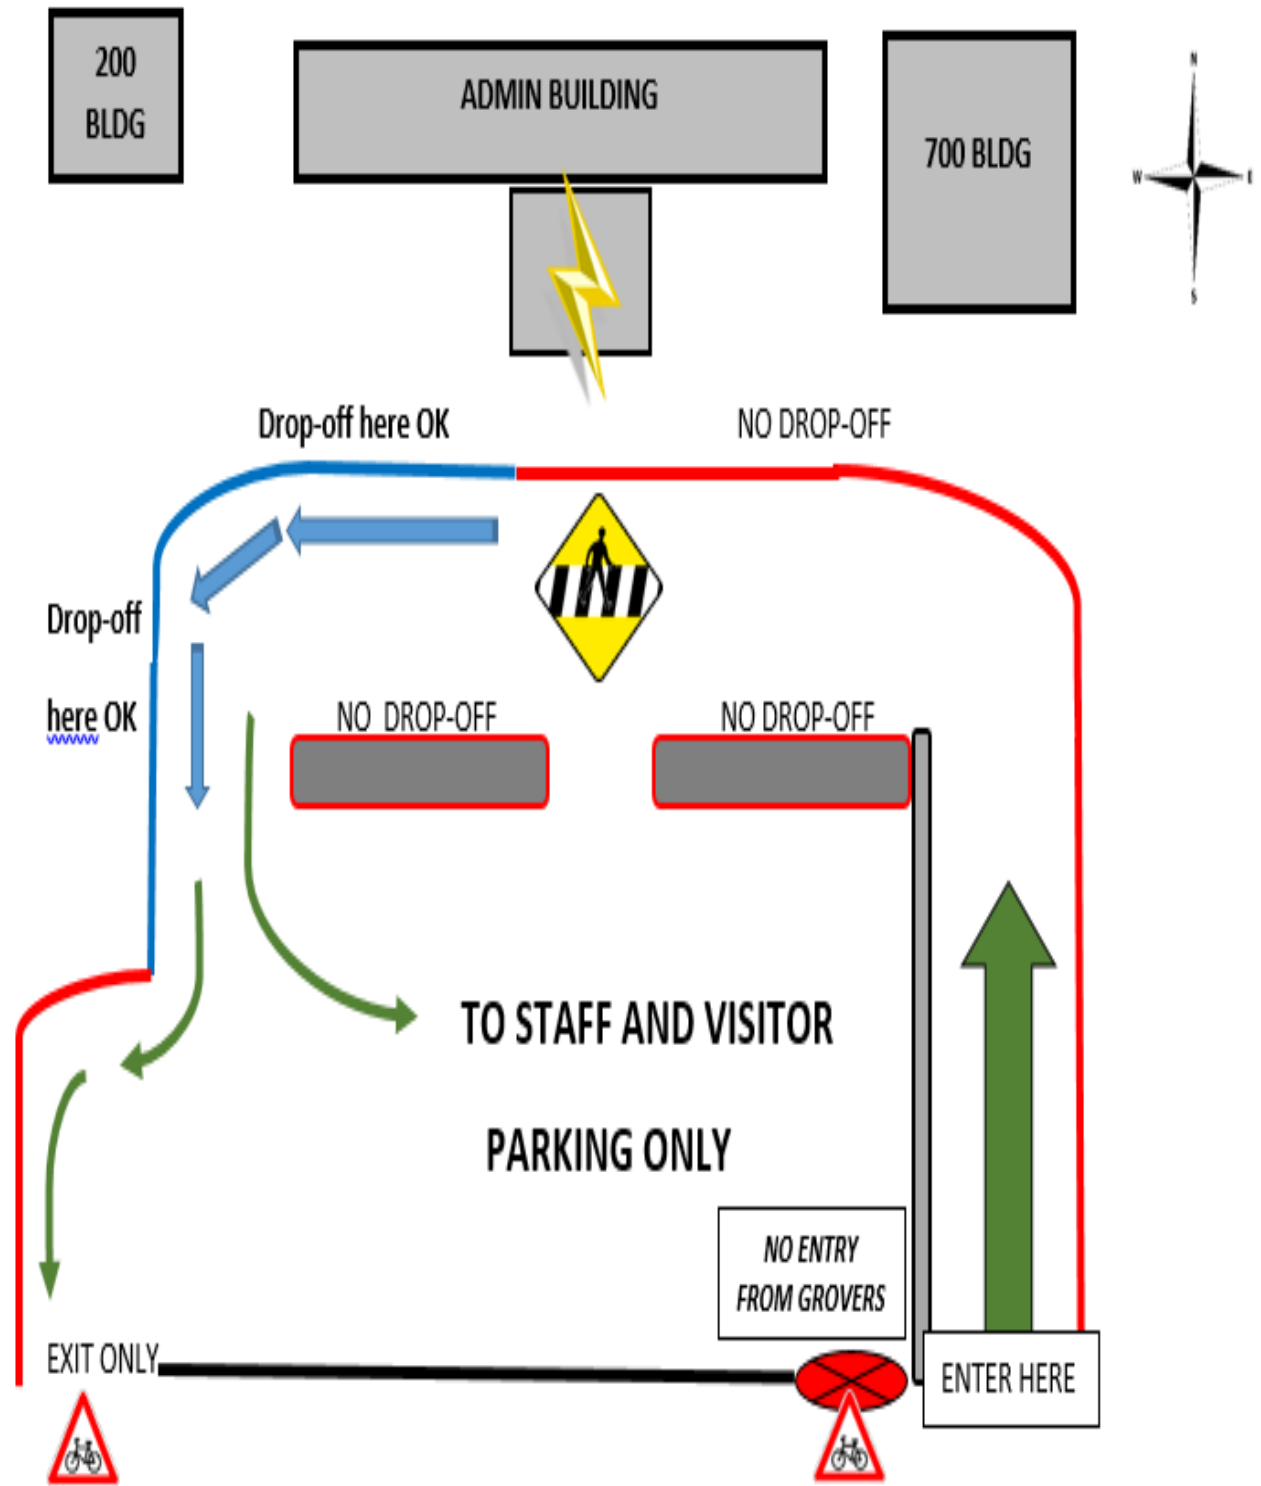 200
BLDG
ADMIN BUILDING
700 BLDG
N
W
E
S
Drop-off here OK
NO DROP-OFF
Drop-off
here OK
NO  DROP-OFF
NO DROP-OFF
TO STAFF AND VISITOR
PARKING ONLY
NO ENTRY
FROM GROVERS
EXIT ONLY
ENTER HERE